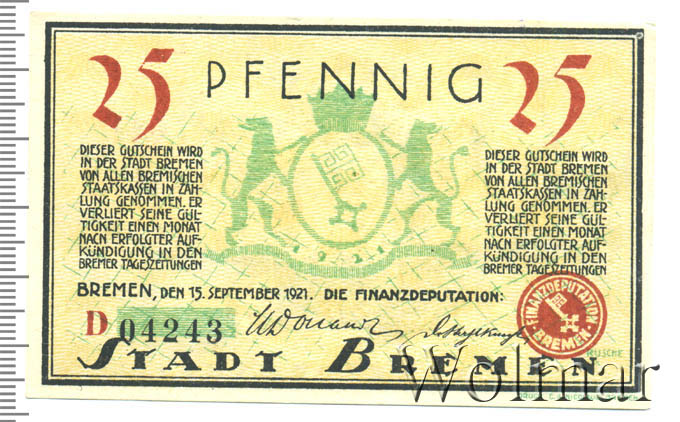 25 PFENNIG 25
DIESER GUTSCHEIN WIRD
IN DER STADT BREMEN
VON ALLEN BREMISCHEN
STAATSKASSEN IN ZAH-
LUNG GENOMMEN. ER
VERLIERT SEINE GÜL-
TIGKEIT EINEN MONAT
NACH ERFOLGTER AUF-
KÜNDIGUNG IN DEN
BREMER TAGESZEITUNGEN
DIESER GUTSCHEIN WIRD
IN DER STADT BREMEN
VON ALLEN BREMISCHEN
STAATSKASSEN IN ZAH-
LUNG GENOMMEN. ER
VERLIERT SEINE GÜL-
TIGKEIT EINEN MONAT
NACH ERFOLGTER AUF-
KÜNDIGUNG IN DEN
BREMER TAGESZEITUNGEN
1921
BREMEN, DEN 15. SEPTEMBER 1921. DIE FINANZDEPUTATION:
D 04243
FINANZDEPUTATION
BREMEN
STADT BREMEN
RUSCHE
Wolmar
DRUCK